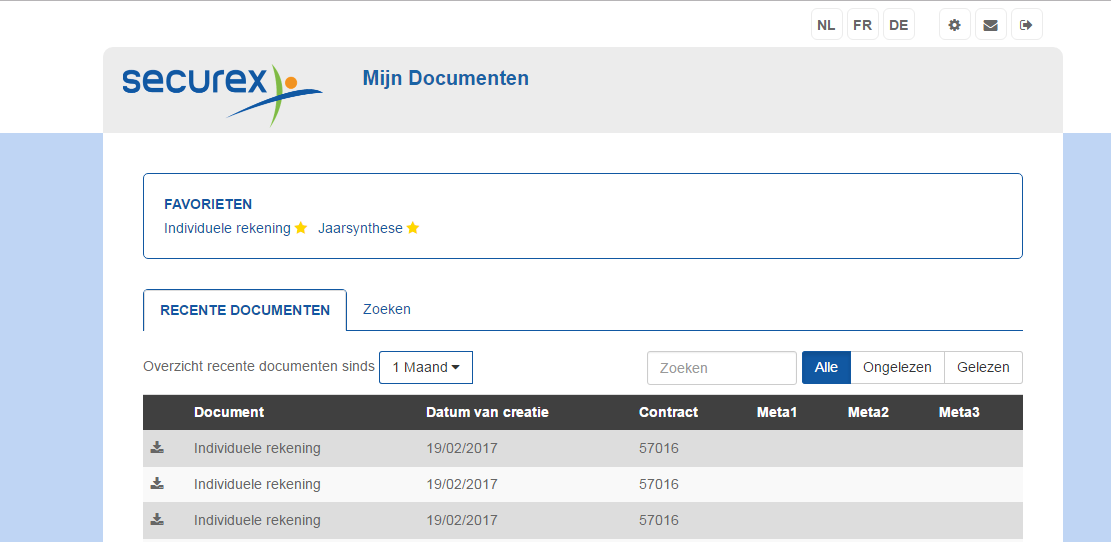 NL FR DE
securex
Mijn Documenten
FAVORIETEN
Individuele rekening Jaarsynthese
RECENTE DOCUMENTEN Zoeken
Overzicht recente documenten sinds 1 Maand Zoeken Alle Ongelezen Gelezen
Document Datum van creatie Contract Meta1 Meta2 Meta3
Individuele rekening 19/02/2017 57016
Individuele rekening 19/02/2017 57016
Individuele rekening 19/02/2017 57016